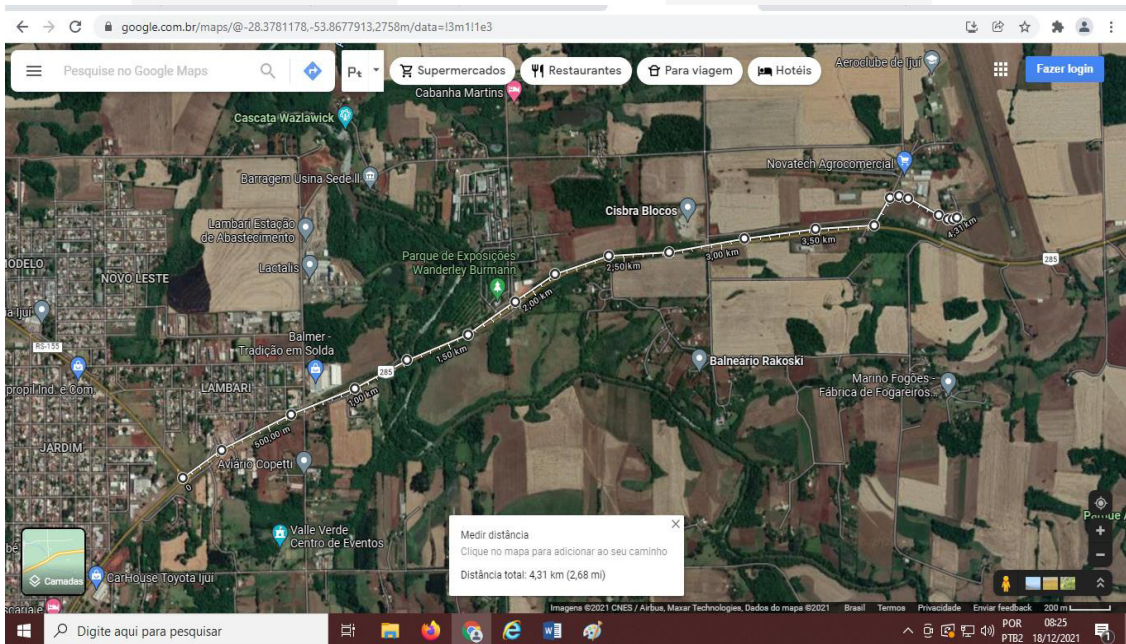 google.com.br/maps/@-28.3781178,-53.8677913,2758m/data=!3m1!1e3
Pesquise no Google Maps
Supermercados
Restaurantes
Para viagem
Hotéis
Aeroclube de Ijuí
Fazer login
Cabanha Martins
Cascata Wazlawick
Barragem Usina Sede II
Novatech Agrocomercial
Cisbra Blocos
Lambari Estação
de Abastecimento
Lactalis
Parque de Exposições
Wanderley Burmann
NOVO LESTE
4,31 km
3,50 km
3,00 km
2,50 km
2,00 km
285
1,50 km
RS-155
Balmer -
Tradição em Solda
285
Balneário Rakoski
propil Ind. e Com.
LAMBARI
1,00 km
Marino Fogões -
Fábrica de Fogareiros...
500,00 m
JARDIM
Aviário Copetti
0
Valle Verde
Centro de Eventos
Medir distância
Clique no mapa para adicionar ao seu caminho
Distância total: 4,31 km (2,68 mi)
Camadas
CarHouse Toyota Ijuí
Imagens ©2021 CNES / Airbus, Maxar Technologies, Dados do mapa ©2021 Brasil Termos Privacidade Enviar feedback 200 m
Digite aqui para pesquisar
POR
PTB2
08:25
18/12/2021